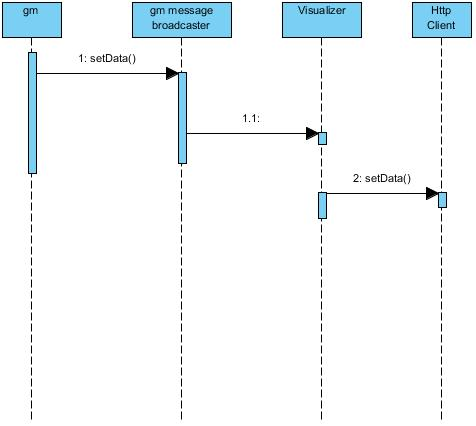 gm
gm message
broadcaster
Visualizer
Http
Client
1: setData()
1.1:
2: setData()